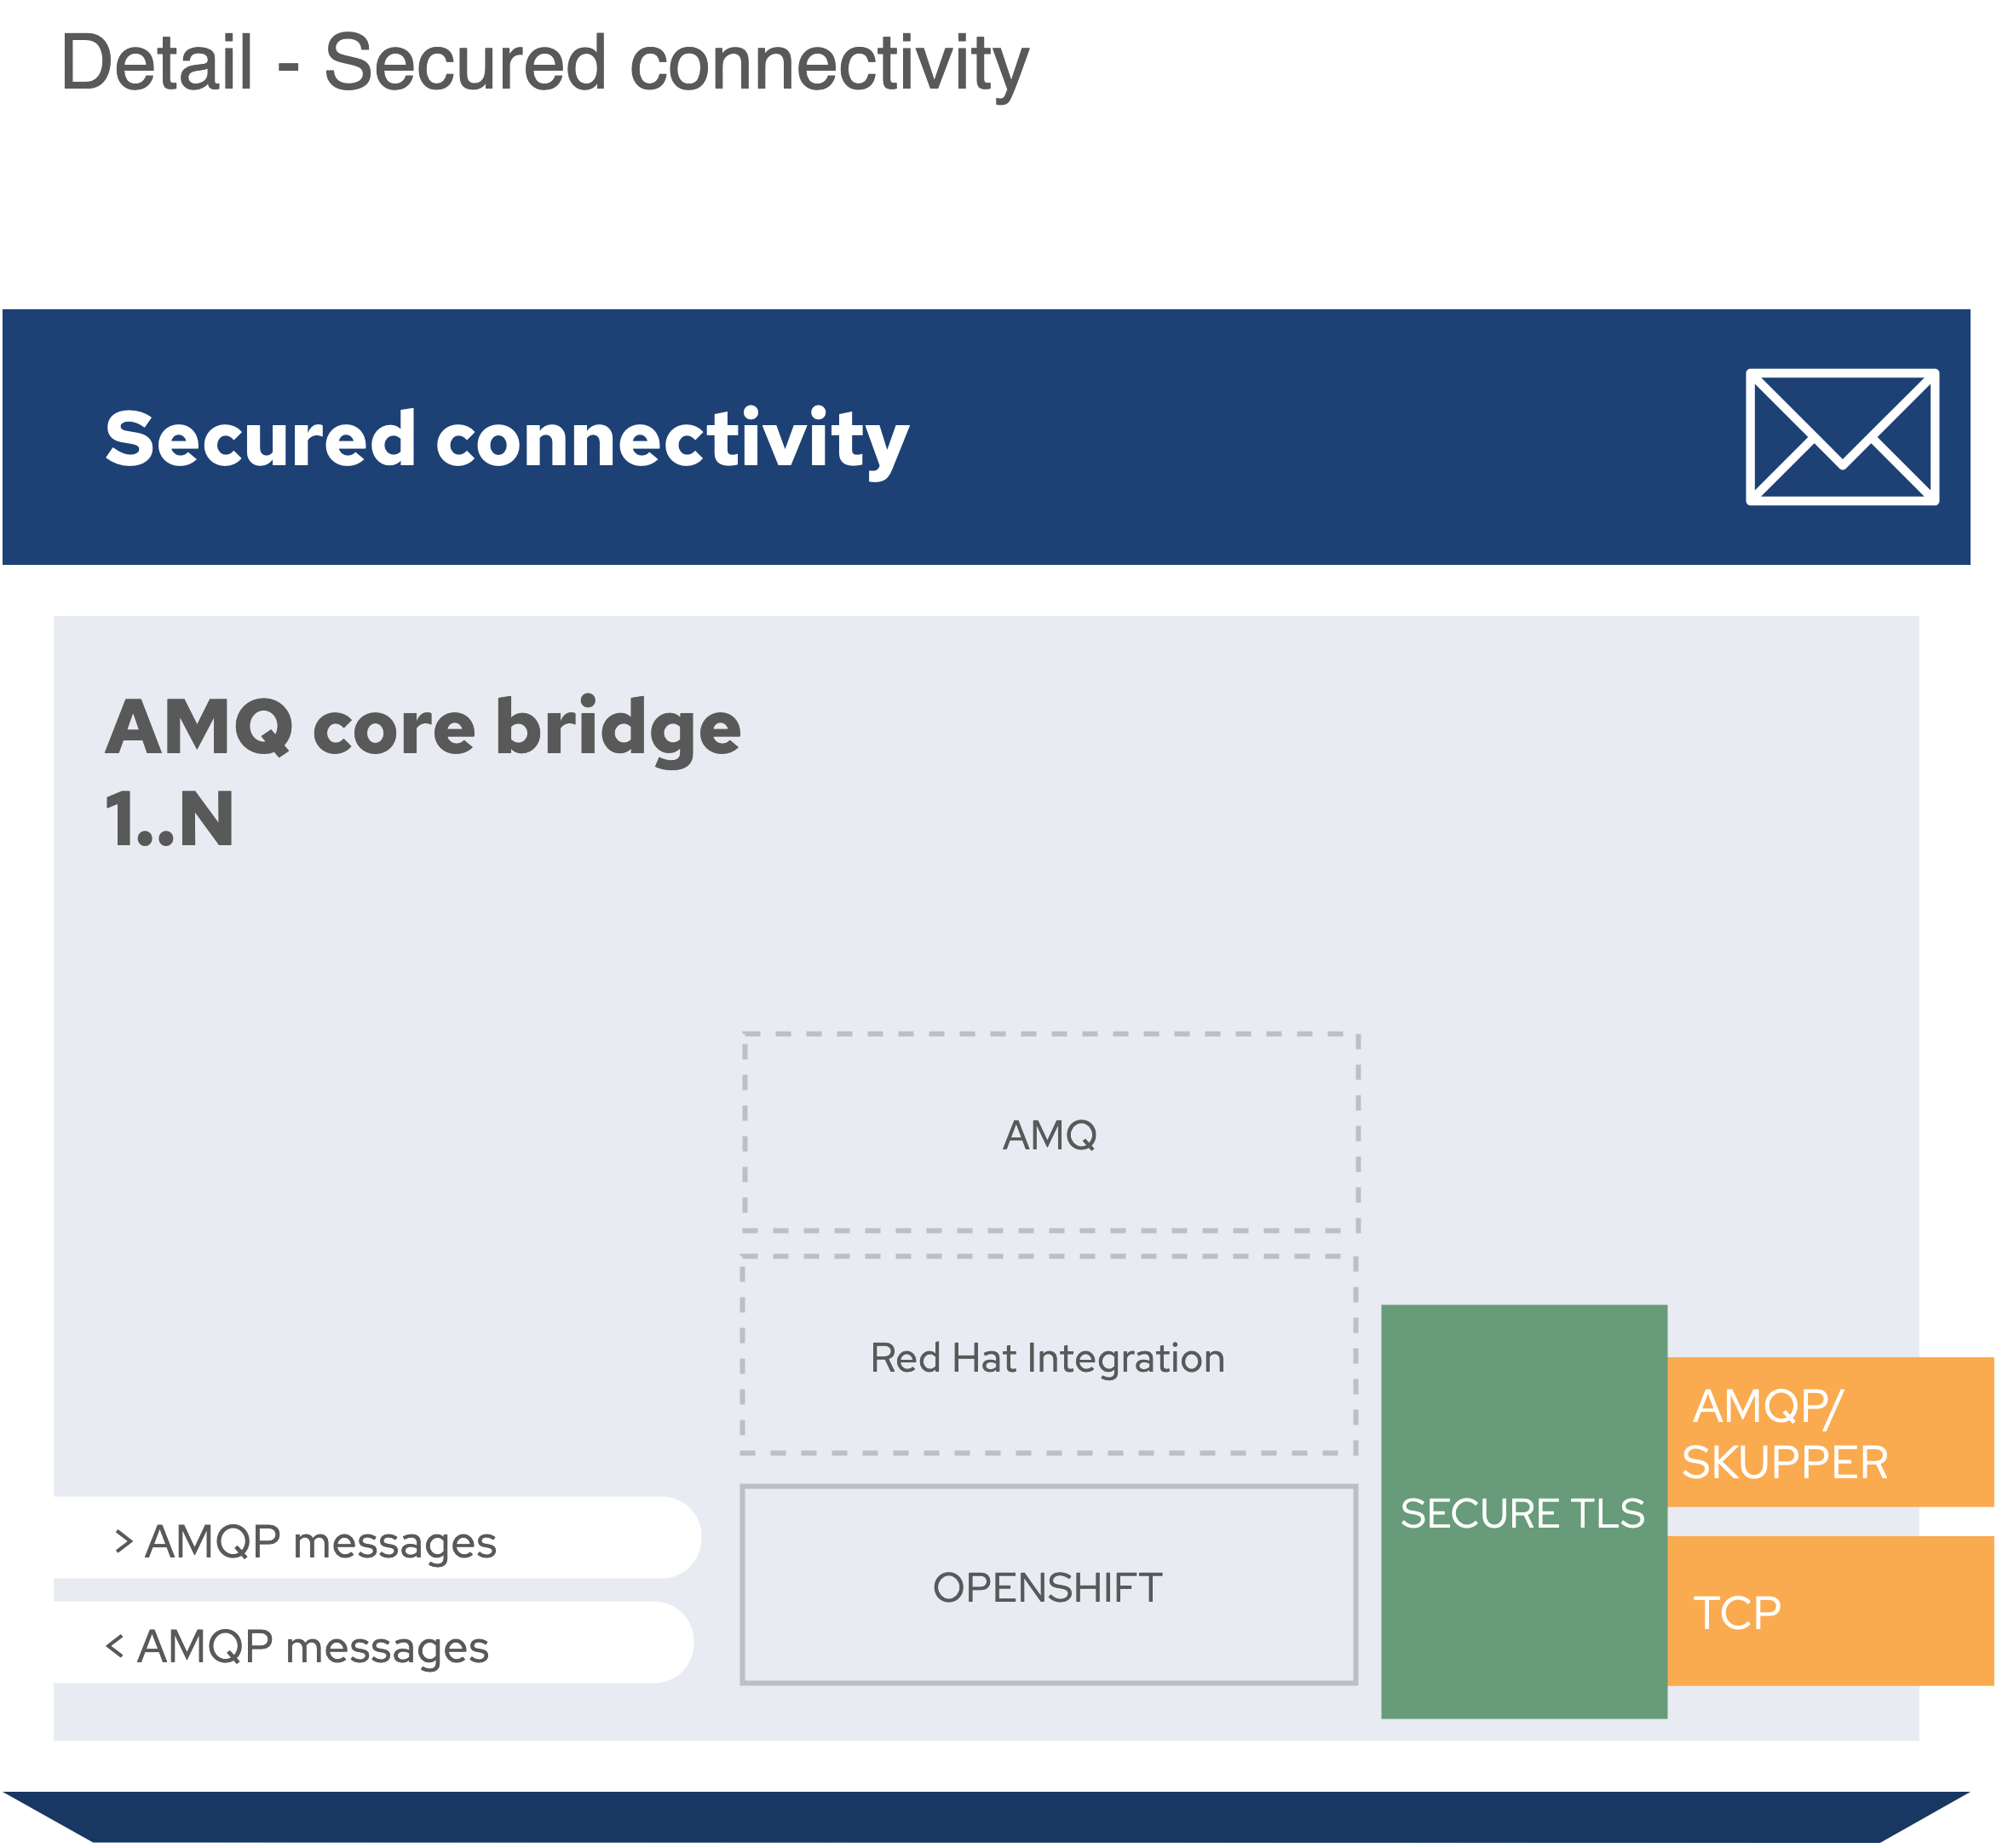 Detail - Secured connectivity
Secured connectivity
AMQ core bridge
1..N
AMQ
Red Hat Integration
OPENSHIFT
> AMQP messages
< AMQP messages
SECURE TLS
AMQP/
SKUPPER
TCP